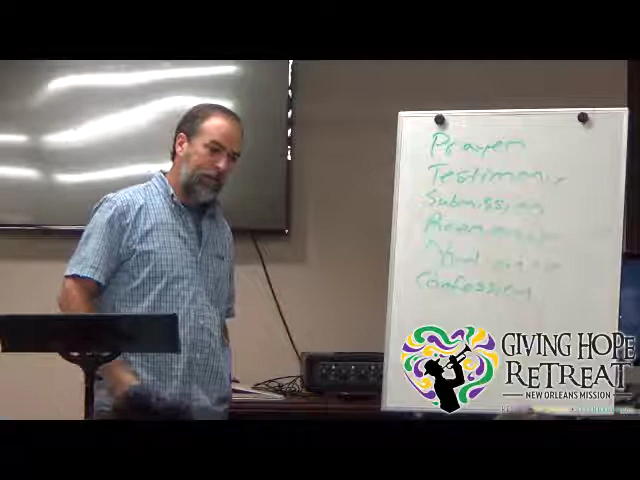 Prayer
Testimony
Submission
Confession
GIVING HOPE
RETREAT
NEW ORLEANS MISSION